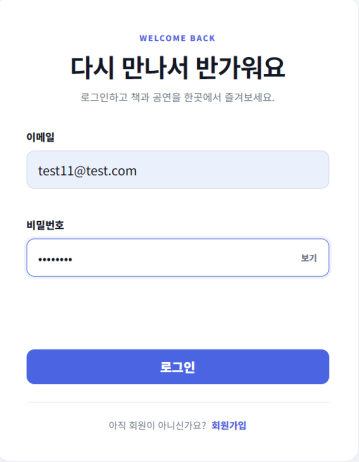 WELCOME BACK
다시 만나서 반가워요
로그인하고 책과 공연을 한곳에서 즐겨보세요.
이메일
test11@test.com
비밀번호
••••••••
보기
로그인
아직 회원이 아니신가요? 회원가입